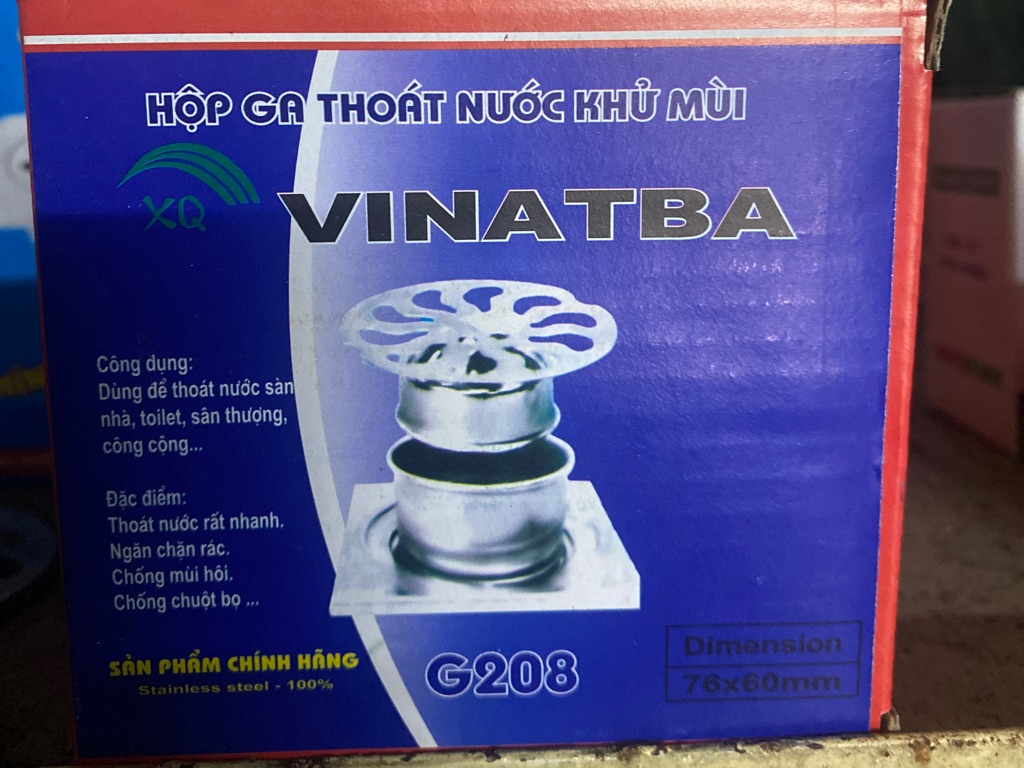 HỘP GA THOÁT NƯỚC KHỬ MÙI
XQ
VINATBA
Công dụng:
Dùng để thoát nước sàn
nhà, toilet, sân thượng,
công cộng...
Đặc điểm:
Thoát nước rất nhanh.
Ngăn chặn rác.
Chống mùi hôi.
Chống chuột bọ ...
SẢN PHẨM CHÍNH HÃNG
Stainless steel - 100%
G208
Dimension
76x60mm